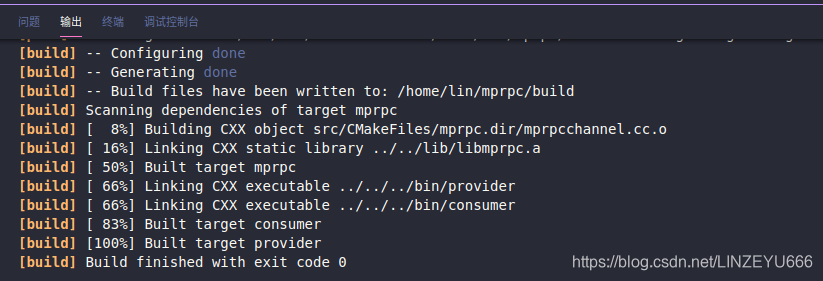 问题 输出 终端 调试控制台
[build] -- Configuring done
[build] -- Generating done
[build] -- Build files have been written to: /home/lin/mprpc/build
[build] Scanning dependencies of target mprpc
[build] [  8%] Building CXX object src/CMakeFiles/mprpc.dir/mprpcchannel.cc.o
[build] [ 16%] Linking CXX static library ../../lib/libmprpc.a
[build] [ 50%] Built target mprpc
[build] [ 66%] Linking CXX executable ../../../bin/provider
[build] [ 66%] Linking CXX executable ../../../bin/consumer
[build] [ 83%] Built target consumer
[build] [100%] Built target provider
[build] Build finished with exit code 0
https://blog.csdn.net/LINZEYU666